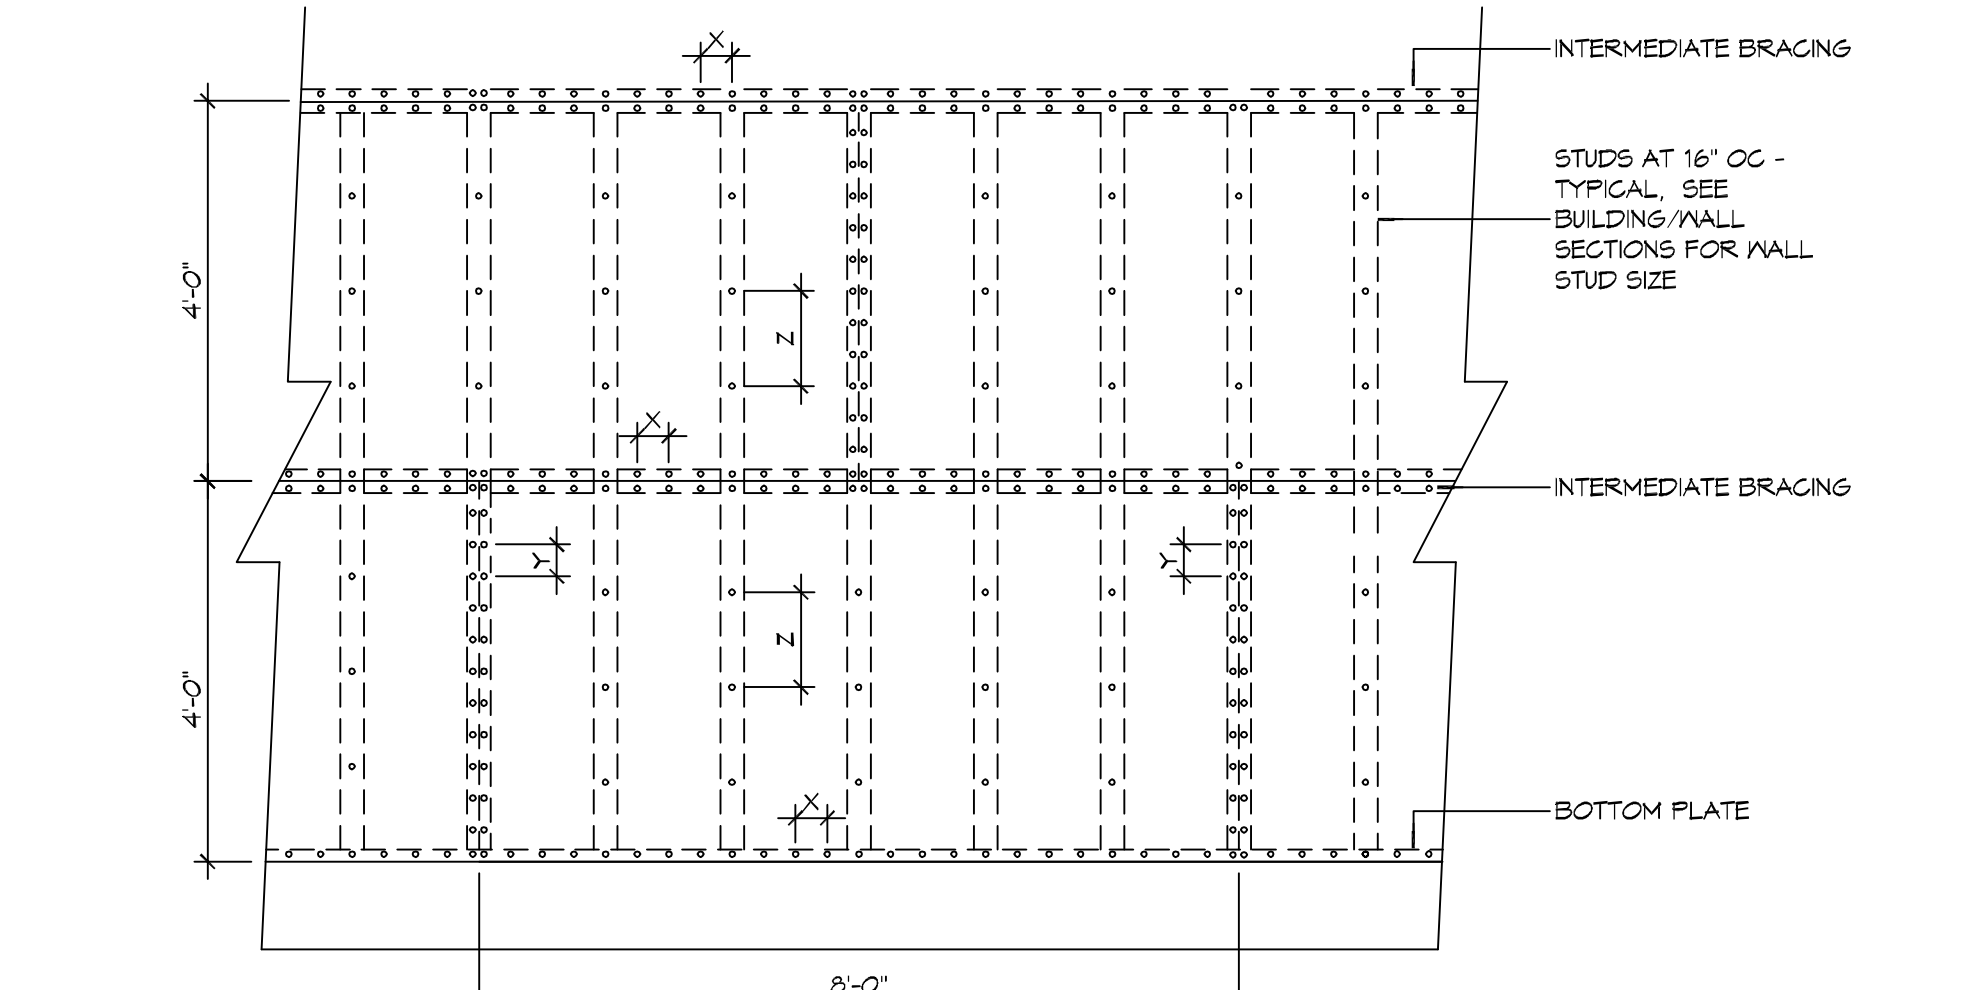 X
INTERMEDIATE BRACING
STUDS AT 16" OC -
TYPICAL, SEE
BUILDING/WALL
SECTIONS FOR WALL
STUD SIZE
4'-0"
Z
X
INTERMEDIATE BRACING
Y
Y
Z
4'-0"
X
BOTTOM PLATE
8'-0"